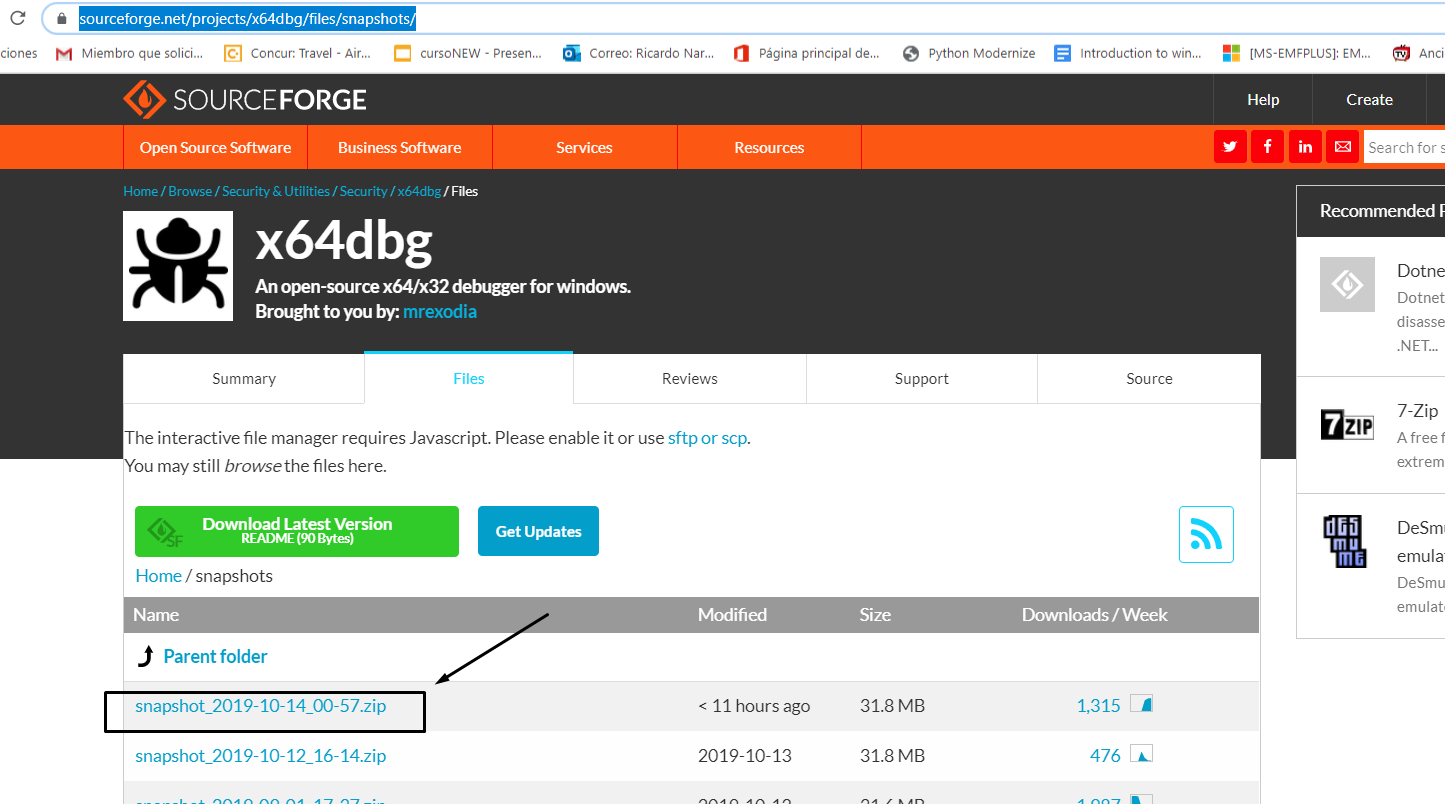 sourceforge.net/projects/x64dbg/files/snapshots/
ciones Miembro que solici... Concur: Travel - Air... cursoNEW - Presen... Correo: Ricardo Nar... Página principal de... Python Modernize Introduction to win... [MS-EMFPLUS]: EM... Anci
SOURCEFORGE Help Create
Open Source Software Business Software Services Resources Search for s
Home / Browse / Security & Utilities / Security / x64dbg / Files
x64dbg
An open-source x64/x32 debugger for windows.
Brought to you by: mrexodia
Summary Files Reviews Support Source
The interactive file manager requires Javascript. Please enable it or use sftp or scp.
You may still browse the files here.
Download Latest Version
README (90 Bytes)
Get Updates
SF
Home / snapshots
Name Modified Size Downloads / Week
Parent folder
snapshot_2019-10-14_00-57.zip < 11 hours ago 31.8 MB 1,315
snapshot_2019-10-12_16-14.zip 2019-10-13 31.8 MB 476
Recommended P
Dotne
Dotnet
disasse
.NET...
7ZIP
7-Zip
A free f
extrem
DeSmuME
DeSmu
emulat
DeSmu
emulat